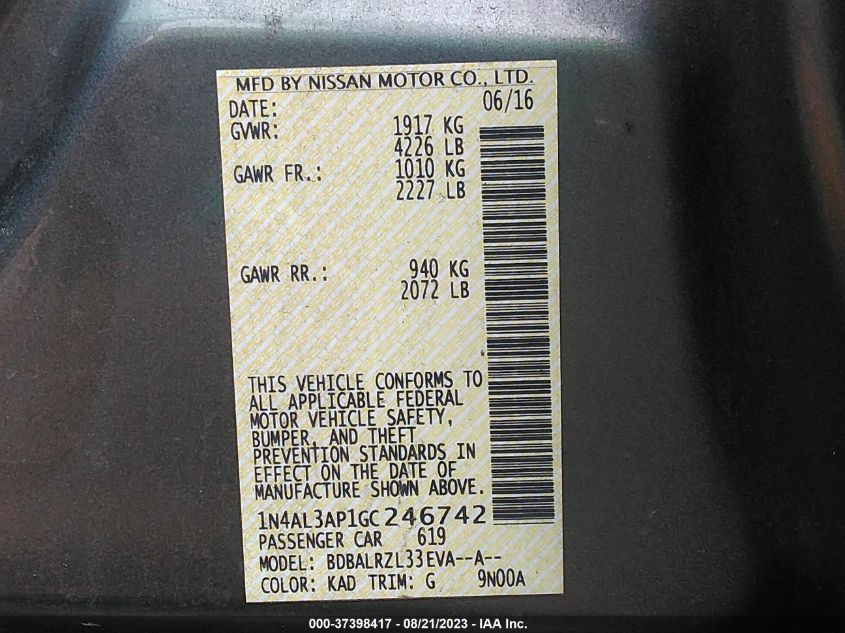 MFD BY NISSAN MOTOR CO., LTD.
DATE: 06/16
GVWR: 1917 KG
4226 LB
GAWR FR.: 1010 KG
2227 LB
GAWR RR.: 940 KG
2072 LB
THIS VEHICLE CONFORMS TO
ALL APPLICABLE FEDERAL
MOTOR VEHICLE SAFETY,
BUMPER, AND THEFT
PREVENTION STANDARDS IN
EFFECT ON THE DATE OF
MANUFACTURE SHOWN ABOVE.
1N4AL3AP1GC246742
PASSENGER CAR 619
MODEL: BDBALRZL33EVA--A--
COLOR: KAD TRIM: G 9N00A
000-37398417 - 08/21/2023 - IAA Inc.